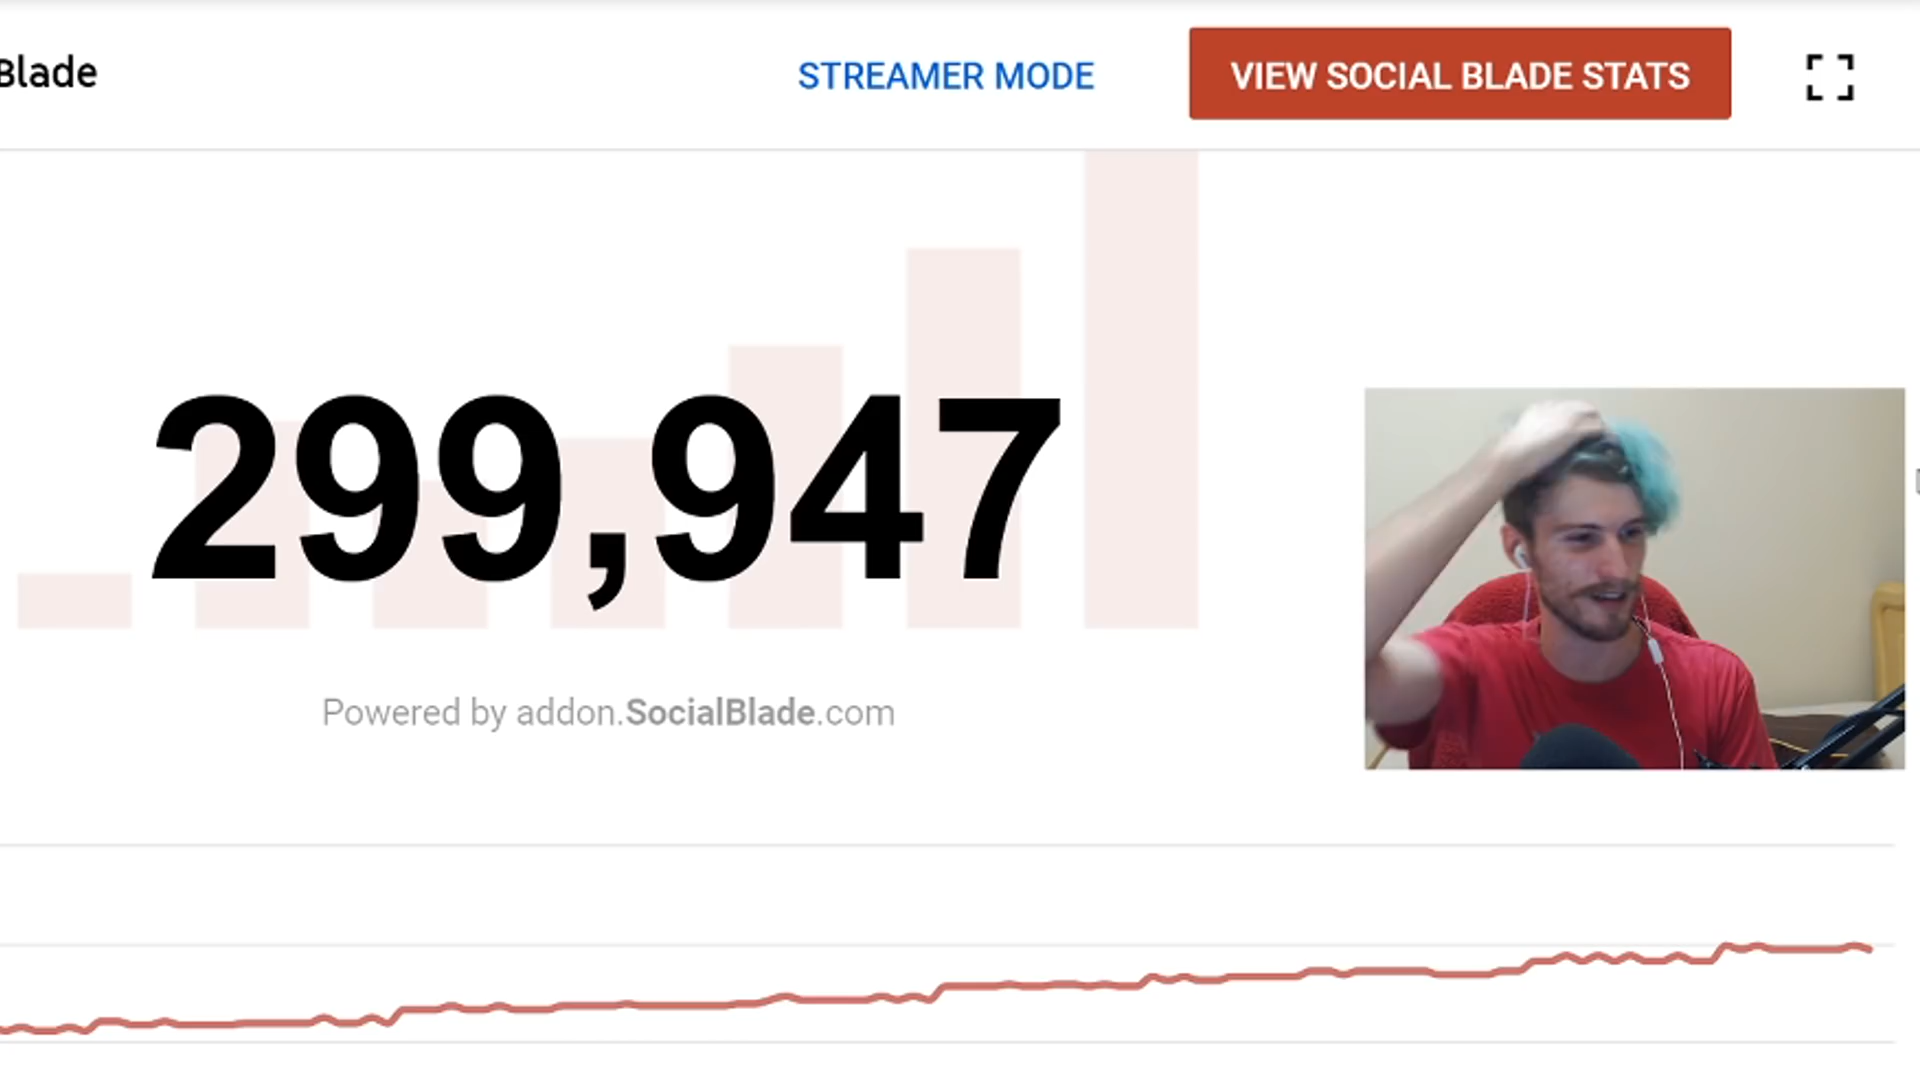 Blade
STREAMER MODE
VIEW SOCIAL BLADE STATS
299,947
Powered by addon.SocialBlade.com